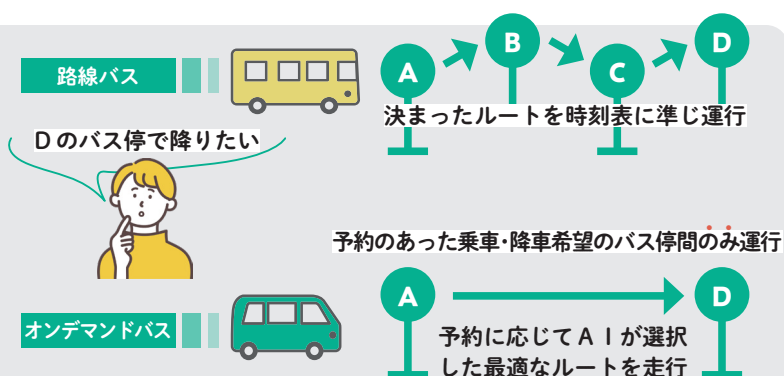 路線バス
A
B
C
D
決まったルートを時刻表に準じ運行
Dのバス停で降りたい
予約のあった乗車・降車希望のバス停間のみ運行
オンデマンドバス
A
D
予約に応じてAIが選択
した最適なルートを走行